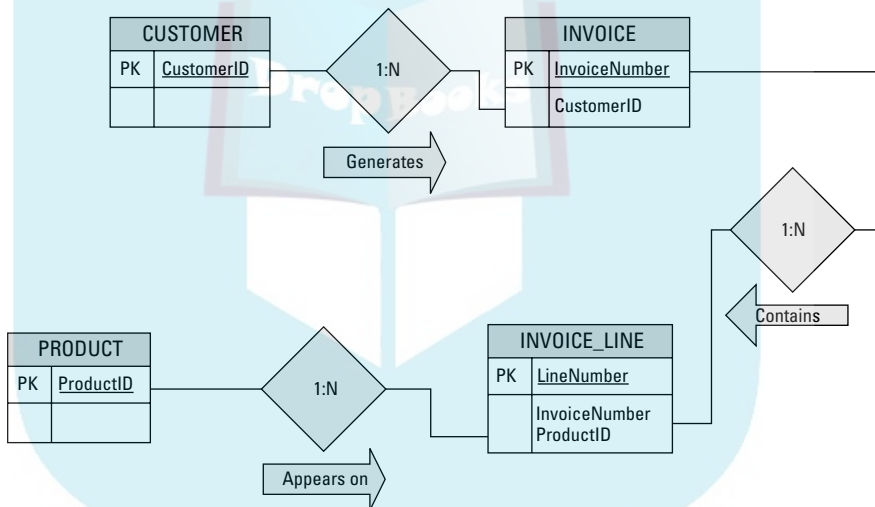 CUSTOMER
PK CustomerID
1:N
INVOICE
PK InvoiceNumber
CustomerID
DropBooks
Generates
1:N
Contains
PRODUCT
PK ProductID
1:N
INVOICE_LINE
PK LineNumber
InvoiceNumber
ProductID
Appears on